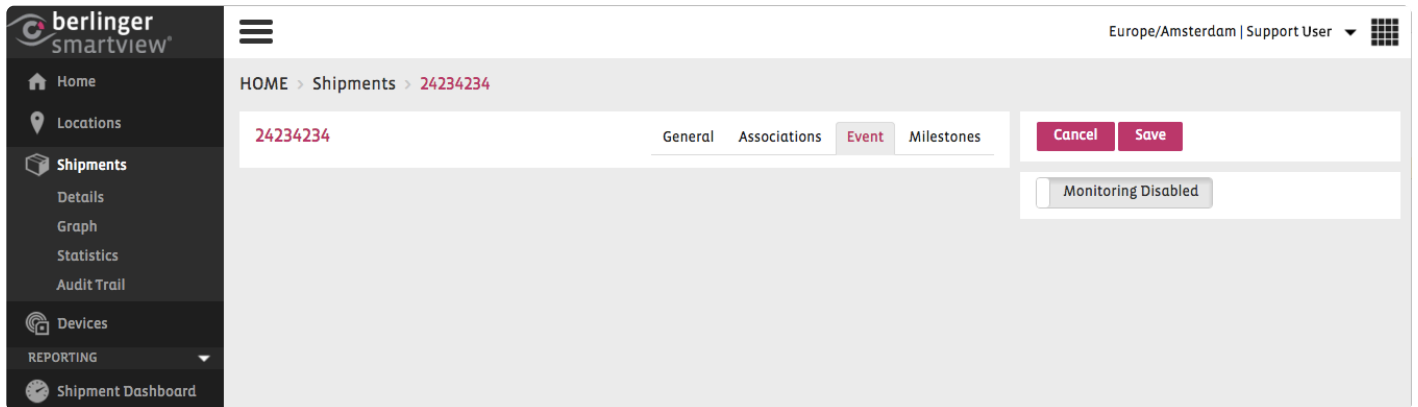 berlinger
smartview®
Europe/Amsterdam | Support User
Home
HOME > Shipments > 24234234
Locations
24234234
General Associations Event Milestones
Cancel Save
Shipments
Monitoring Disabled
Details
Graph
Statistics
Audit Trail
Devices
REPORTING
Shipment Dashboard